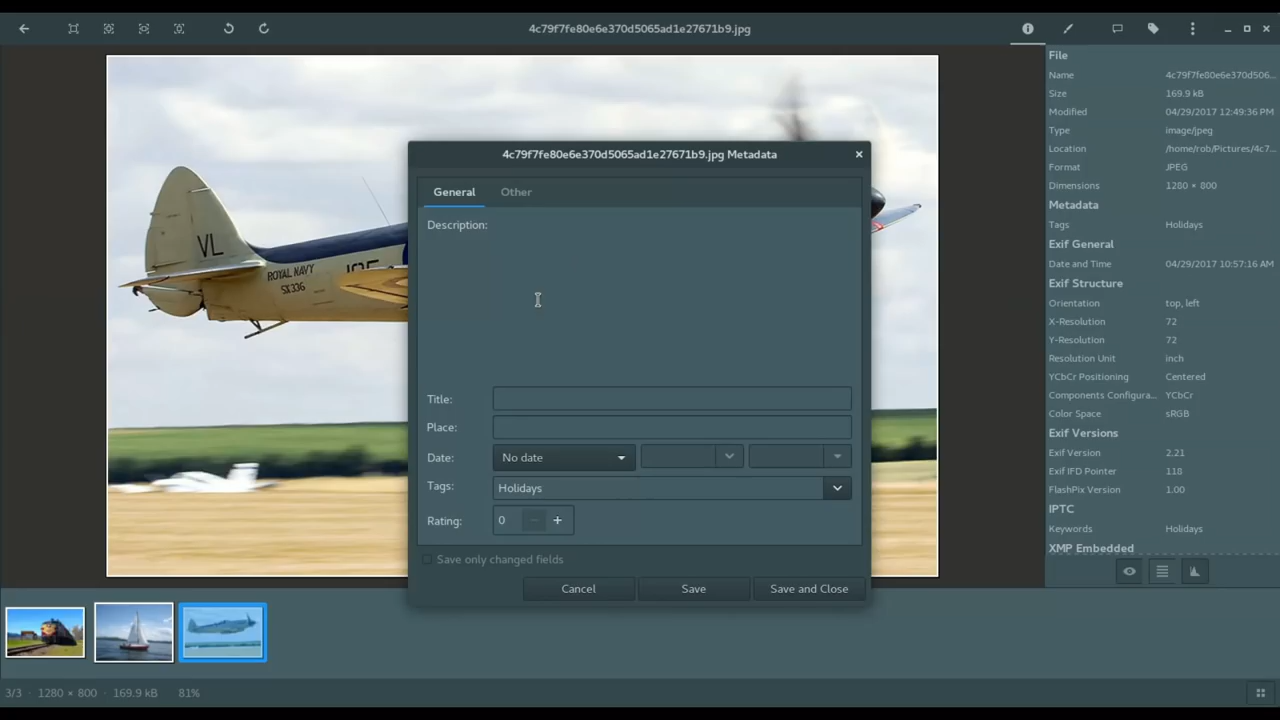 4c79f7fe80e6e370d5065ad1e27671b9.jpg
File
Name 4c79f7fe80e6e370d506...
Size 169.9 kB
Modified 04/29/2017 12:49:36 PM
Type image/jpeg
Location /home/rob/Pictures/4c7...
Format JPEG
Dimensions 1280 × 800
Metadata
Tags Holidays
Exif General
Date and Time 04/29/2017 10:57:16 AM
Exif Structure
Orientation top, left
X-Resolution 72
Y-Resolution 72
Resolution Unit inch
YCbCr Positioning Centered
Components Configura... YCbCr
Color Space sRGB
Exif Versions
Exif Version 2.21
Exif IFD Pointer 118
FlashPix Version 1.00
IPTC
Keywords Holidays
XMP Embedded
VL
ROYAL NAVY
SX336
4c79f7fe80e6e370d5065ad1e27671b9.jpg Metadata
General Other
Description:
Title:
Place:
Date: No date
Tags: Holidays
Rating: 0
Save only changed fields
Cancel Save Save and Close
3/3 · 1280 × 800 · 169.9 kB 81%